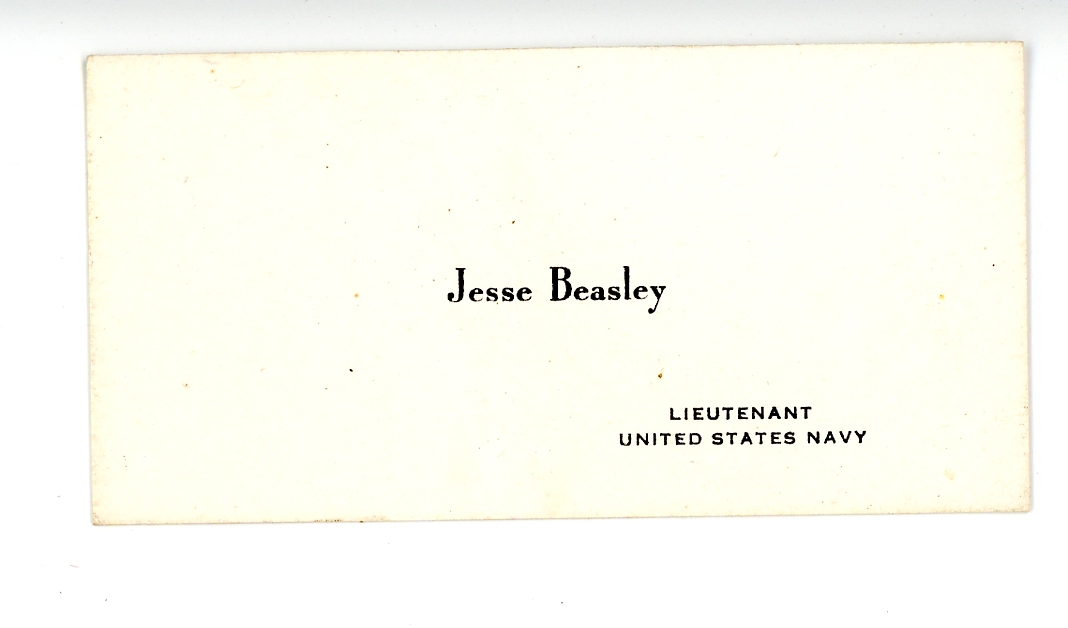 Jesse Beasley
LIEUTENANT
UNITED STATES NAVY